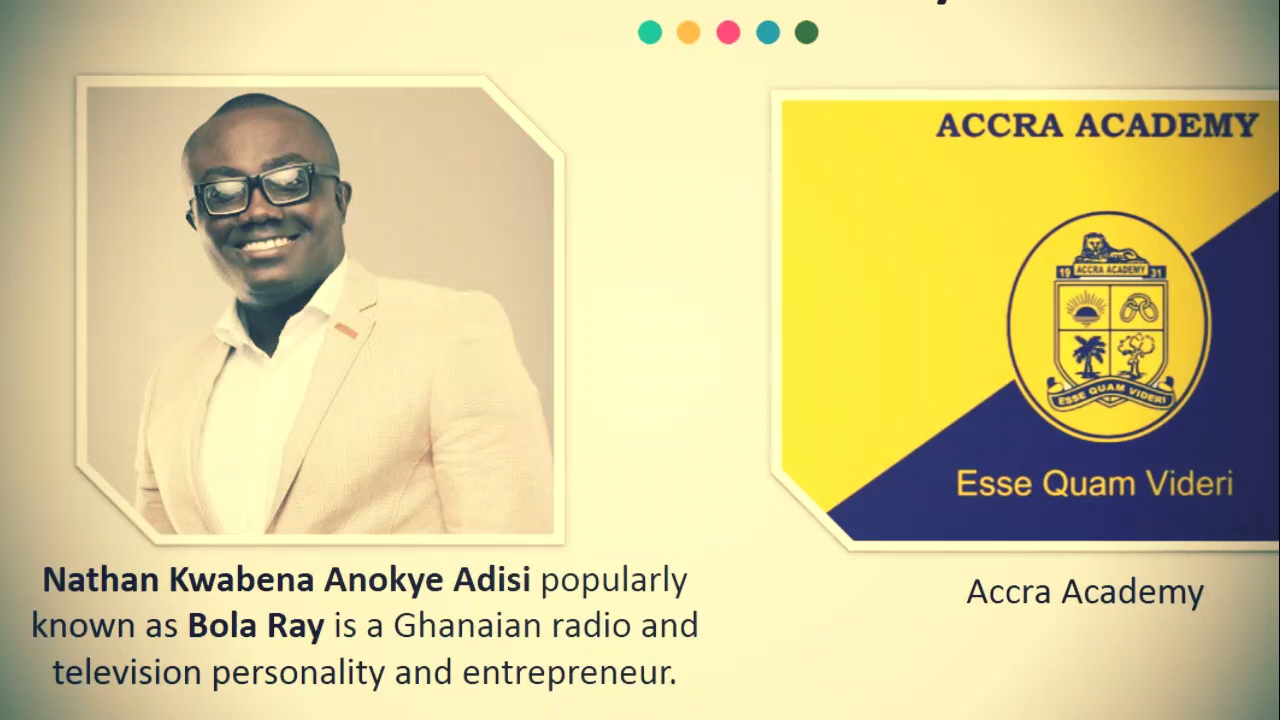 ACCRA ACADEMY
19 ACCRA ACADEMY 31
ESSE QUAM VIDERI
Esse Quam Videri
Nathan Kwabena Anokye Adisi popularly
known as Bola Ray is a Ghanaian radio and
television personality and entrepreneur.
Accra Academy